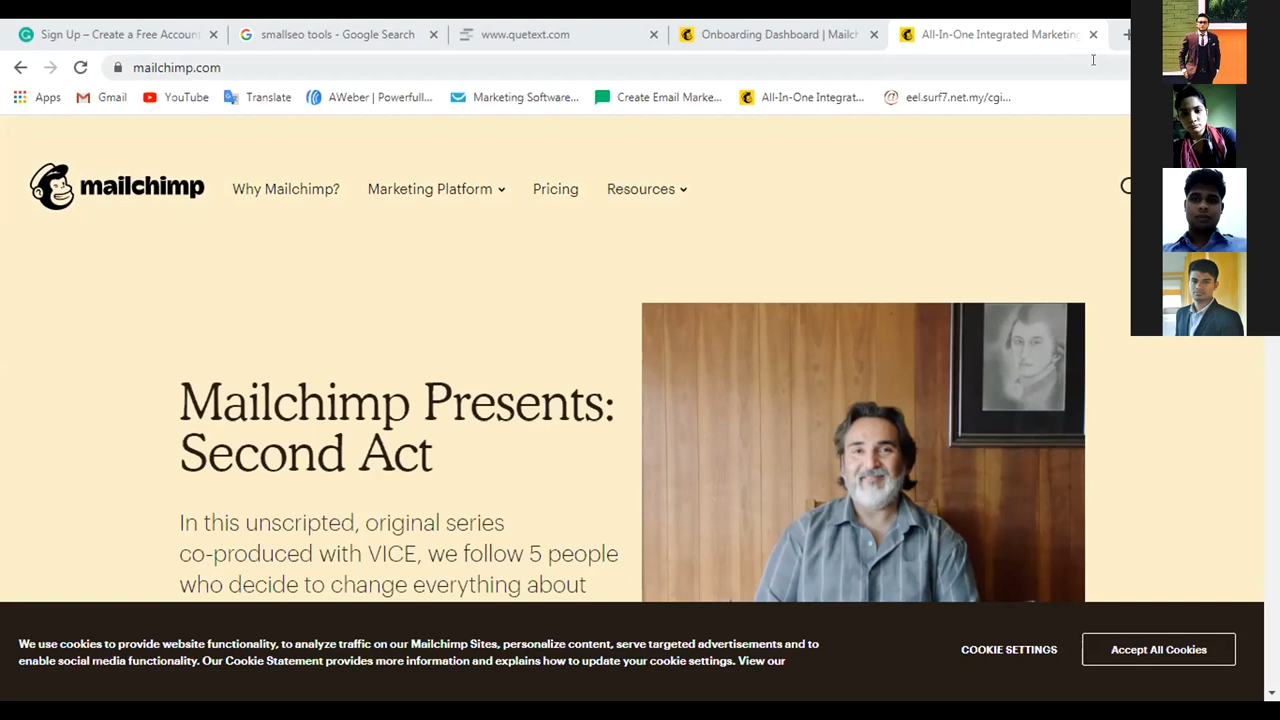 Sign Up – Create a Free Accoun
smallseo tools - Google Search
www.quetext.com
Onboarding Dashboard | Mailch
All-In-One Integrated Marketing
mailchimp.com
Apps
Gmail
YouTube
Translate
AWeber | Powerfull...
Marketing Software...
Create Email Marke...
All-In-One Integrat...
eel.surf7.net.my/cgi...
mailchimp
Why Mailchimp?
Marketing Platform
Pricing
Resources
Mailchimp Presents:
Second Act
In this unscripted, original series
co-produced with VICE, we follow 5 people
who decide to change everything about
We use cookies to provide website functionality, to analyze traffic on our Mailchimp Sites, personalize content, serve targeted advertisements and to
enable social media functionality. Our Cookie Statement provides more information and explains how to update your cookie settings. View our
COOKIE SETTINGS
Accept All Cookies